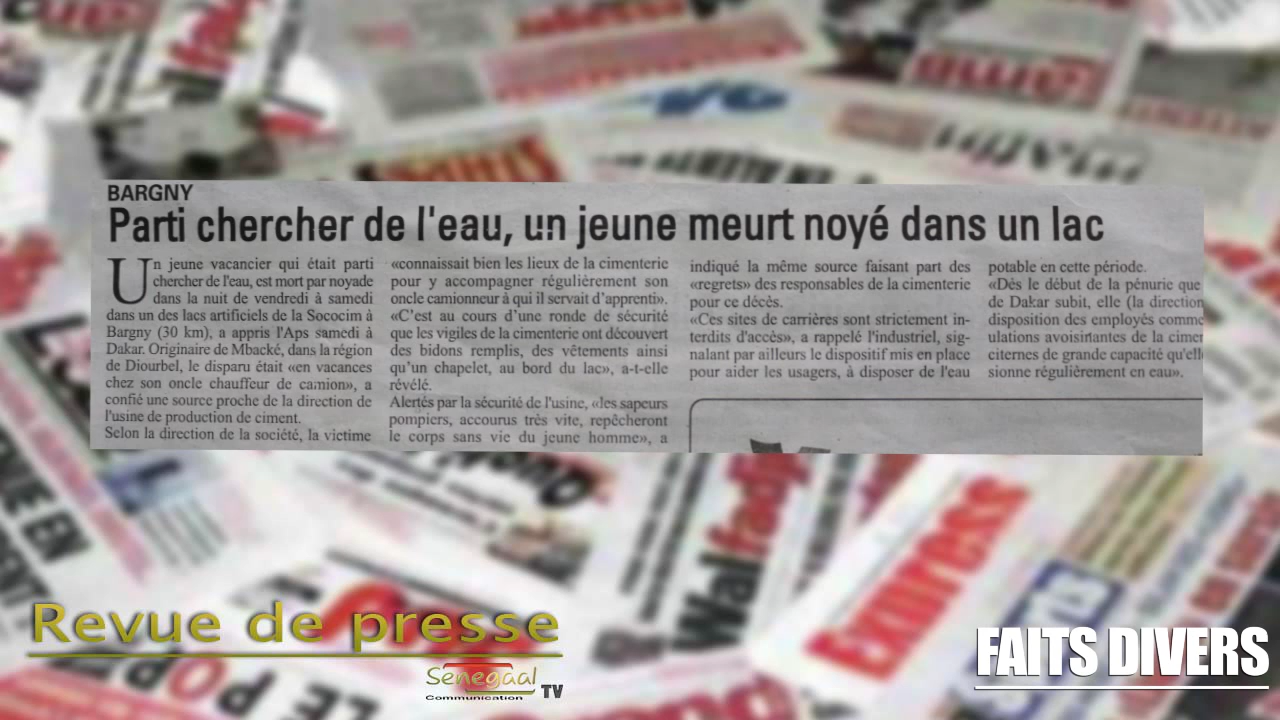 BARGNY
Parti chercher de l'eau, un jeune meurt noyé dans un lac
Un jeune vacancier qui était parti
chercher de l'eau, est mort par noyade
dans la nuit de vendredi à samedi
dans un des lacs artificiels de la Sococim à
Bargny (30 km), a appris l'Aps samedi à
Dakar. Originaire de Mbacké, dans la région
de Diourbel, le disparu était «en vacances
chez son oncle chauffeur de camion», a
confié une source proche de la direction de
l'usine de production de ciment.
Selon la direction de la société, la victime
«connaissait bien les lieux de la cimenterie
pour y accompagner régulièrement son
oncle camionneur à qui il servait d'apprenti».
«C'est au cours d'une ronde de sécurité
que les vigiles de la cimenterie ont découvert
des bidons remplis, des vêtements ainsi
qu'un chapelet, au bord du lac», a-t-elle
révélé.
Alertés par la sécurité de l'usine, «les sapeurs
pompiers, accourus très vite, repêcheront
le corps sans vie du jeune homme», a
indiqué la même source faisant part des
«regrets» des responsables de la cimenterie
pour ce décès.
«Ces sites de carrières sont strictement in-
terdits d'accès», a rappelé l'industriel, sig-
nalant par ailleurs le dispositif mis en place
pour aider les usagers, à disposer de l'eau
potable en cette période.
«Dès le début de la pénurie que
de Dakar subit, elle (la direction
disposition des employés comme
ulations avoisinantes de la cimen
citernes de grande capacité qu'elle
sionne régulièrement en eau».
Walfadjri
Express
Revue de presse
Senegaal TV
Communication
FAITS DIVERS